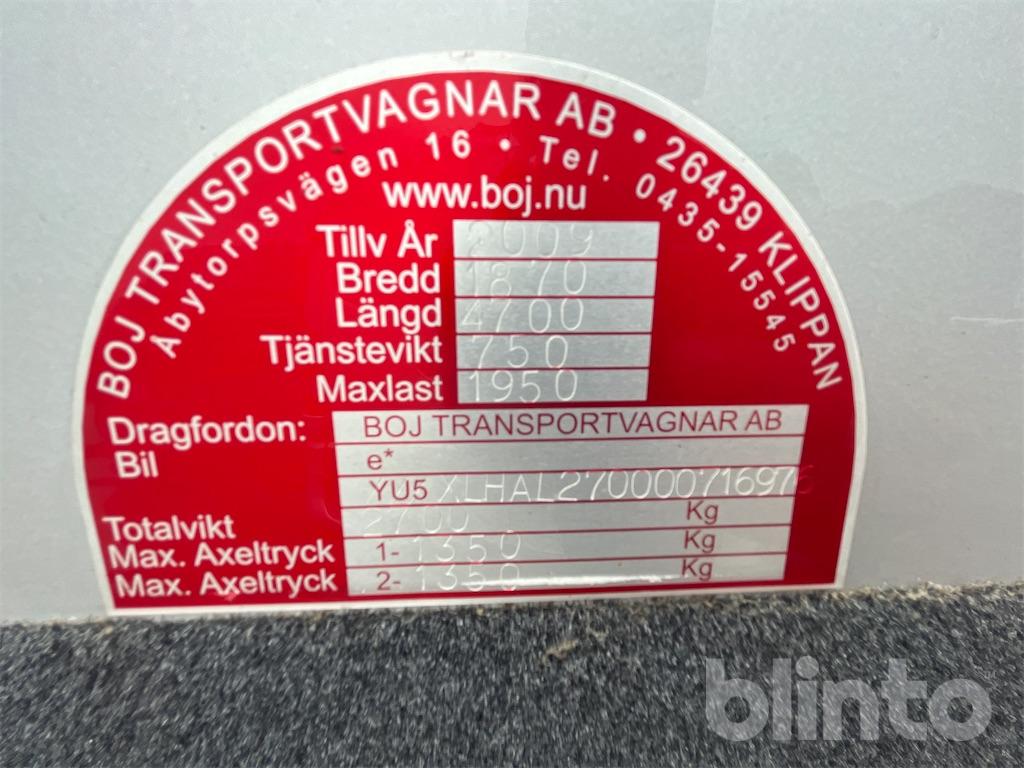 BOJ TRANSPORTVAGNAR AB • 26439 KLIPPAN
Åbytorpsvägen 16 • Tel. 0435-15545
www.boj.nu
Tillv År 2009
Bredd 1870
Längd 4700
Tjänstevikt 750
Maxlast 1950
Dragfordon: BOJ TRANSPORTVAGNAR AB
Bil e*
YU5 XLHAL270000716976
Totalvikt 2700 Kg
Max. Axeltryck 1- 1350 Kg
Max. Axeltryck 2- 1350 Kg
blinto